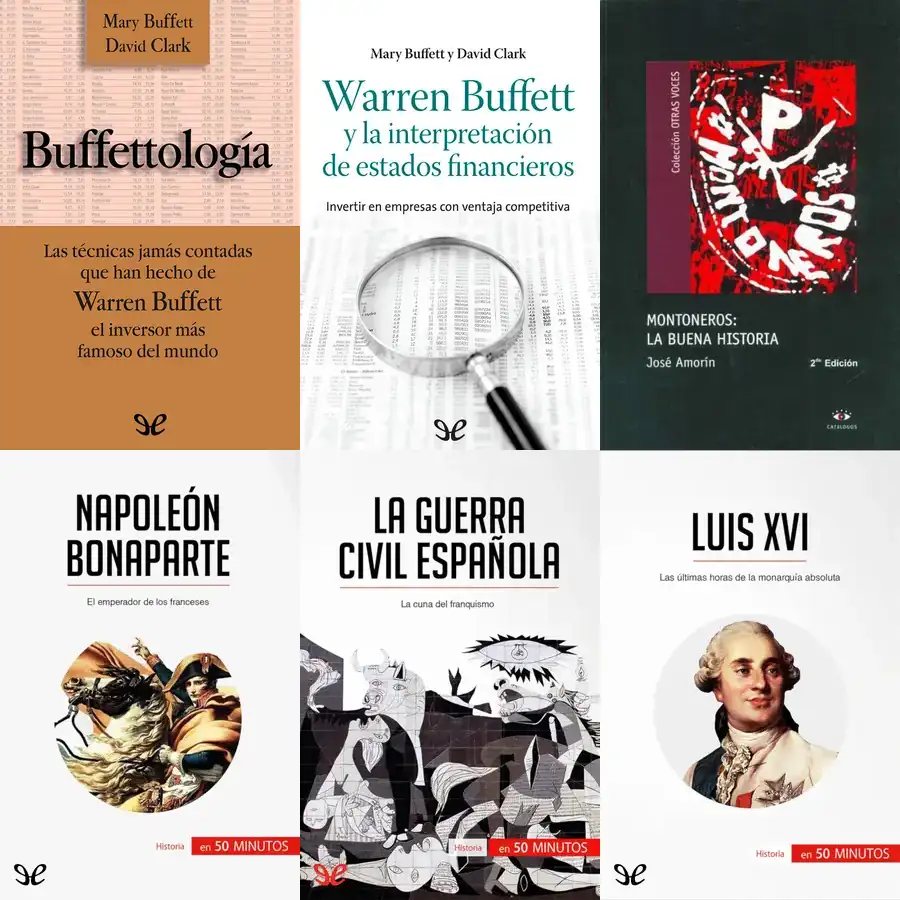 Mary Buffett
David Clark
Buffettología
Las técnicas jamás contadas
que han hecho de
Warren Buffett
el inversor más
famoso del mundo
Mary Buffett y David Clark
Warren Buffett
y la interpretación
de estados financieros
Invertir en empresas con ventaja competitiva
Colección OTRAS VOCES
MONTONEROS
MONTONEROS:
LA BUENA HISTORIA
José Amorín
2da Edición
CATÁLOGOS
NAPOLEÓN
BONAPARTE
El emperador de los franceses
Historia
en 50 MINUTOS
LA GUERRA
CIVIL ESPAÑOLA
La cuna del franquismo
Historia
en 50 MINUTOS
LUIS XVI
Las últimas horas de la monarquía absoluta
Historia
en 50 MINUTOS